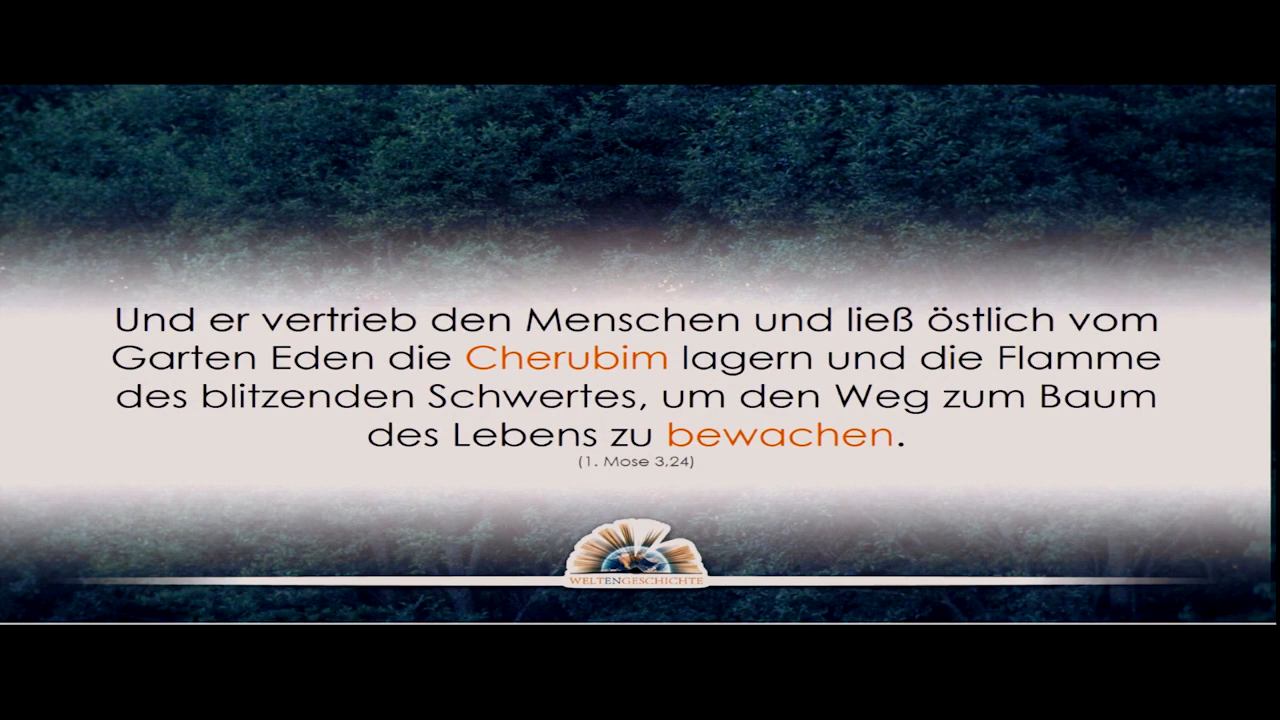 Und er vertrieb den Menschen und ließ östlich vom
Garten Eden die Cherubim lagern und die Flamme
des blitzenden Schwertes, um den Weg zum Baum
des Lebens zu bewachen.
(1. Mose 3,24)
WELTENGESCHICHTE